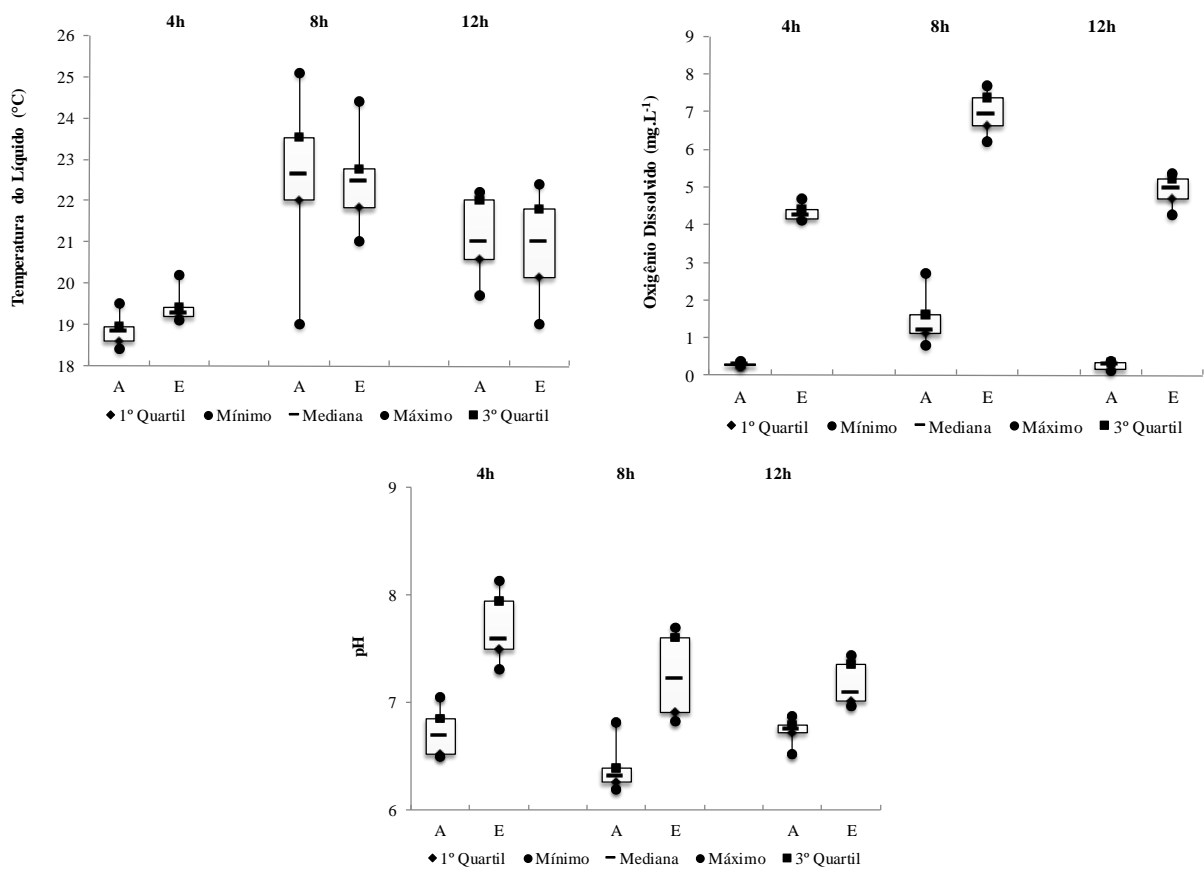 4h 8h 12h
Temperatura do Líquido (°C)
26
25
24
23
22
21
20
19
18
A E A E A E
◆ 1º Quartil ● Mínimo – Mediana ● Máximo ■ 3º Quartil
4h 8h 12h
Oxigênio Dissolvido (mg.L⁻¹)
9
8
7
6
5
4
3
2
1
0
A E A E A E
◆ 1º Quartil ● Mínimo – Mediana ● Máximo ■ 3º Quartil
4h 8h 12h
pH
9
8
7
6
A E A E A E
◆ 1º Quartil ● Mínimo – Mediana ● Máximo ■ 3º Quartil